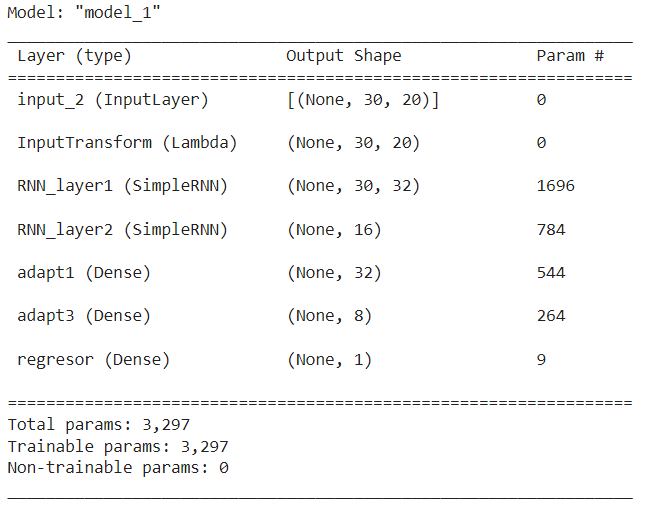 Model: "model_1"
_________________________________________________________________
Layer (type) Output Shape Param #
=================================================================
input_2 (InputLayer) [(None, 30, 20)] 0
InputTransform (Lambda) (None, 30, 20) 0
RNN_layer1 (SimpleRNN) (None, 30, 32) 1696
RNN_layer2 (SimpleRNN) (None, 16) 784
adapt1 (Dense) (None, 32) 544
adapt3 (Dense) (None, 8) 264
regresor (Dense) (None, 1) 9
=================================================================
Total params: 3,297
Trainable params: 3,297
Non-trainable params: 0
_________________________________________________________________